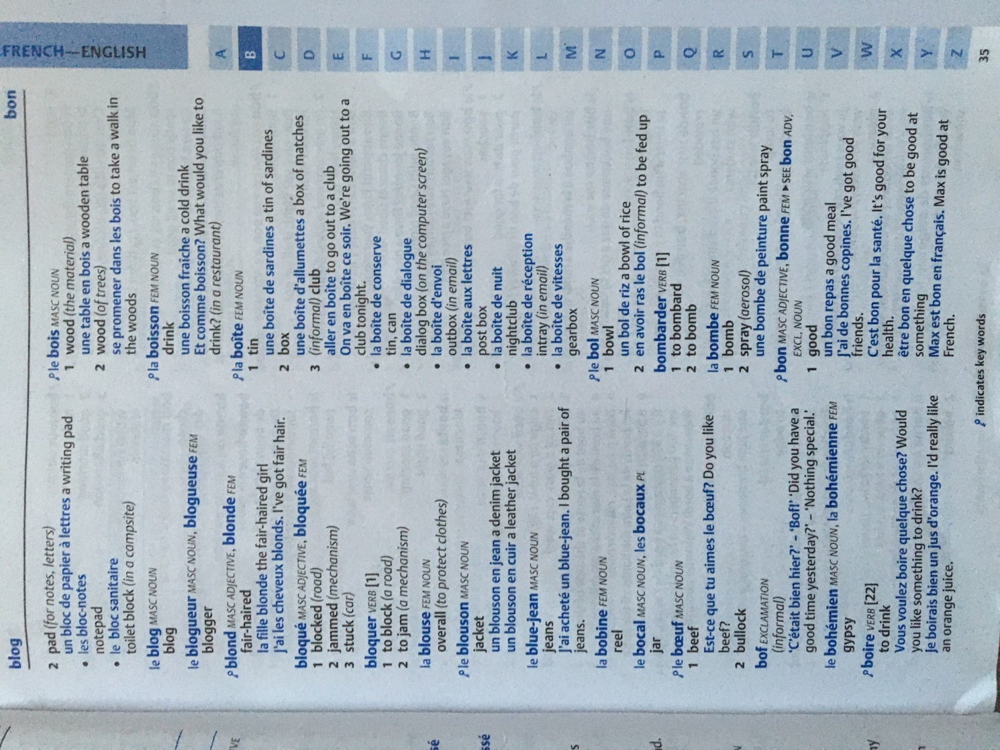 blog
bon
FRENCH—ENGLISH
2 pad (for notes, letters)
un bloc de papier à lettres a writing pad
• les bloc-notes
notepad
• le bloc sanitaire
toilet block (in a campsite)
le blog MASC NOUN
blog
le blogueur MASC NOUN, blogueuse FEM
blogger
blond MASC ADJECTIVE, blonde FEM
fair-haired
la fille blonde the fair-haired girl
J'ai les cheveux blonds. I've got fair hair.
bloqué MASC ADJECTIVE, bloquée FEM
1 blocked (road)
2 jammed (mechanism)
3 stuck (car)
bloquer VERB [1]
1 to block (a road)
2 to jam (a mechanism)
la blouse FEM NOUN
overall (to protect clothes)
le blouson MASC NOUN
jacket
un blouson en jean a denim jacket
un blouson en cuir a leather jacket
le blue-jean MASC NOUN
jeans
J'ai acheté un blue-jean. I bought a pair of
jeans.
la bobine FEM NOUN
reel
le bocal MASC NOUN, les bocaux PL
jar
le bœuf MASC NOUN
1 beef
Est-ce que tu aimes le bœuf? Do you like
beef?
2 bullock
bof EXCLAMATION
(informal)
'C'était bien hier?' – 'Bof!' 'Did you have a
good time yesterday?' – 'Nothing special.'
le bohémien MASC NOUN, la bohémienne FEM
gypsy
boire VERB [22]
to drink
Vous voulez boire quelque chose? Would
you like something to drink?
Je boirais bien un jus d'orange. I'd really like
an orange juice.
le bois MASC NOUN
1 wood (the material)
une table en bois a wooden table
2 wood (of trees)
se promener dans les bois to take a walk in
the woods
la boisson FEM NOUN
drink
une boisson fraîche a cold drink
Et comme boisson? What would you like to
drink? (in a restaurant)
la boîte FEM NOUN
1 tin
une boîte de sardines a tin of sardines
2 box
une boîte d'allumettes a box of matches
3 (informal) club
aller en boîte to go out to a club
On va en boîte ce soir. We're going out to a
club tonight.
• la boîte de conserve
tin, can
• la boîte de dialogue
dialog box (on the computer screen)
• la boîte d'envoi
outbox (in email)
• la boîte aux lettres
post box
• la boîte de nuit
nightclub
• la boîte de réception
intray (in email)
• la boîte de vitesses
gearbox
le bol MASC NOUN
1 bowl
un bol de riz a bowl of rice
2 en avoir ras le bol (informal) to be fed up
bombarder VERB [1]
1 to bombard
2 to bomb
la bombe FEM NOUN
1 bomb
2 spray (aerosol)
une bombe de peinture paint spray
bon MASC ADJECTIVE, bonne FEM ▸ SEE bon ADV,
EXCL, NOUN
1 good
un bon repas a good meal
J'ai de bonnes copines. I've got good
friends.
C'est bon pour la santé. It's good for your
health.
être bon en quelque chose to be good at
something
Max est bon en français. Max is good at
French.
A
B
C
D
E
F
G
H
I
J
K
L
M
N
O
P
Q
R
S
T
U
V
W
X
Y
Z
indicates key words
35